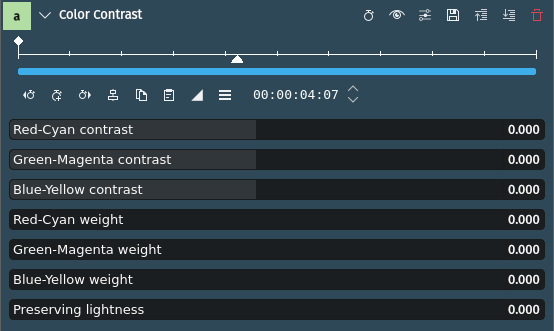 a Color Contrast
00:00:04:07
Red-Cyan contrast 0.000
Green-Magenta contrast 0.000
Blue-Yellow contrast 0.000
Red-Cyan weight 0.000
Green-Magenta weight 0.000
Blue-Yellow weight 0.000
Preserving lightness 0.000